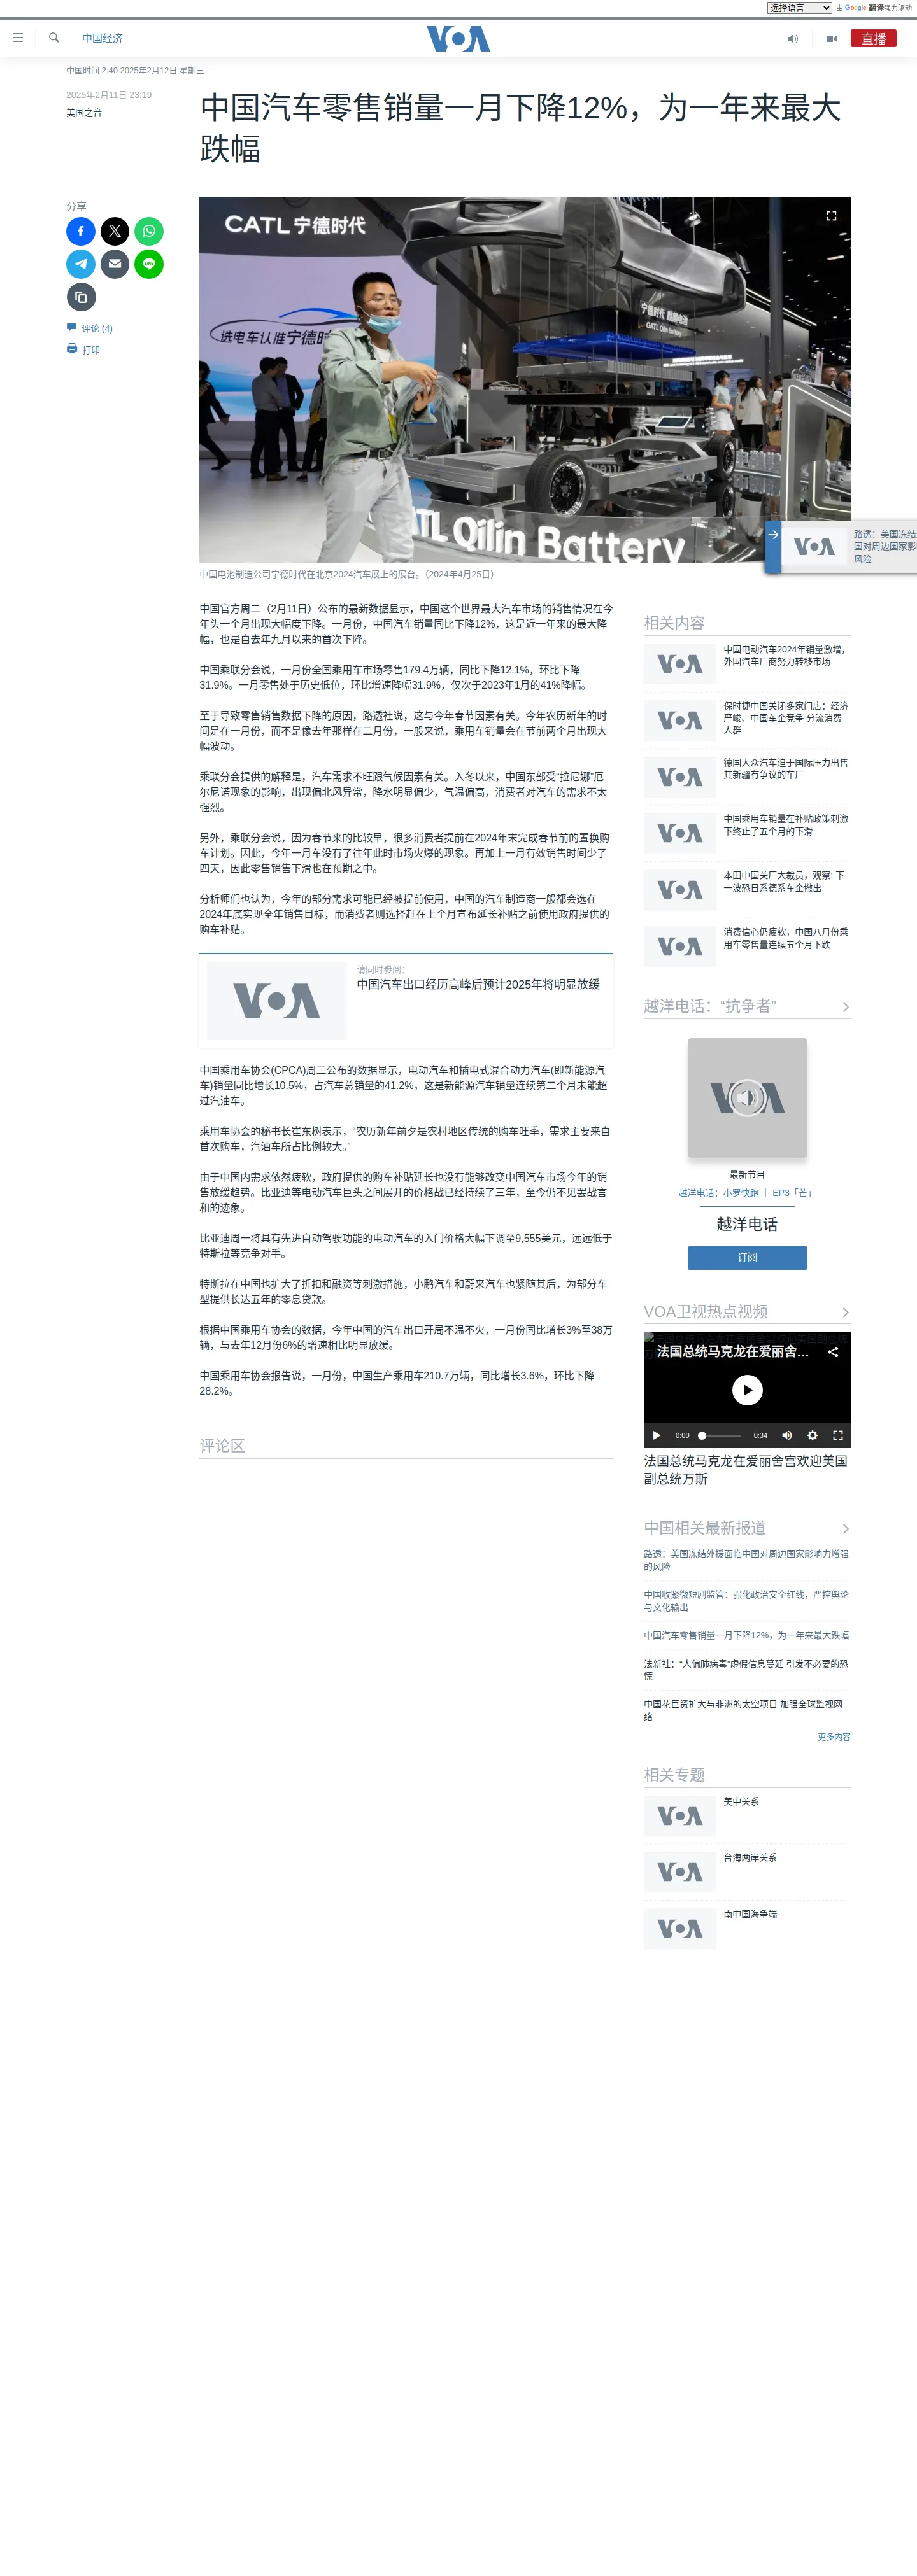 选择语言
由 Google 翻译强力驱动
中国经济
VOA
直播
中国时间 2:40 2025年2月12日 星期三
2025年2月11日 23:19
美国之音
中国汽车零售销量一月下降12%，为一年来最大
跌幅
分享
评论 (4)
打印
CATL 宁德时代
选电车认准宁德时代
宁德时代 麒麟电池
CATL Qilin Battery
TL Qilin Battery
中国电池制造公司宁德时代在北京2024汽车展上的展台。（2024年4月25日）
路透：美国冻结
国对周边国家影
风险
中国官方周二（2月11日）公布的最新数据显示，中国这个世界最大汽车市场的销售情况在今
年头一个月出现大幅度下降。一月份，中国汽车销量同比下降12%，这是近一年来的最大降
幅，也是自去年九月以来的首次下降。
中国乘联分会说，一月份全国乘用车市场零售179.4万辆，同比下降12.1%，环比下降
31.9%。一月零售处于历史低位，环比增速降幅31.9%，仅次于2023年1月的41%降幅。
至于导致零售销售数据下降的原因，路透社说，这与今年春节因素有关。今年农历新年的时
间是在一月份，而不是像去年那样在二月份，一般来说，乘用车销量会在节前两个月出现大
幅波动。
乘联分会提供的解释是，汽车需求不旺跟气候因素有关。入冬以来，中国东部受“拉尼娜”厄
尔尼诺现象的影响，出现偏北风异常，降水明显偏少，气温偏高，消费者对汽车的需求不太
强烈。
另外，乘联分会说，因为春节来的比较早，很多消费者提前在2024年末完成春节前的置换购
车计划。因此，今年一月车没有了往年此时市场火爆的现象。再加上一月有效销售时间少了
四天，因此零售销售下滑也在预期之中。
分析师们也认为，今年的部分需求可能已经被提前使用，中国的汽车制造商一般都会选在
2024年底实现全年销售目标，而消费者则选择赶在上个月宣布延长补贴之前使用政府提供的
购车补贴。
VOA
请同时参阅：
中国汽车出口经历高峰后预计2025年将明显放缓
中国乘用车协会(CPCA)周二公布的数据显示，电动汽车和插电式混合动力汽车(即新能源汽
车)销量同比增长10.5%，占汽车总销量的41.2%，这是新能源汽车销量连续第二个月未能超
过汽油车。
乘用车协会的秘书长崔东树表示，“农历新年前夕是农村地区传统的购车旺季，需求主要来自
首次购车，汽油车所占比例较大。”
由于中国内需求依然疲软，政府提供的购车补贴延长也没有能够改变中国汽车市场今年的销
售放缓趋势。比亚迪等电动汽车巨头之间展开的价格战已经持续了三年，至今仍不见罢战言
和的迹象。
比亚迪周一将具有先进自动驾驶功能的电动汽车的入门价格大幅下调至9,555美元，远远低于
特斯拉等竞争对手。
特斯拉在中国也扩大了折扣和融资等刺激措施，小鹏汽车和蔚来汽车也紧随其后，为部分车
型提供长达五年的零息贷款。
根据中国乘用车协会的数据，今年中国的汽车出口开局不温不火，一月份同比增长3%至38万
辆，与去年12月份6%的增速相比明显放缓。
中国乘用车协会报告说，一月份，中国生产乘用车210.7万辆，同比增长3.6%，环比下降
28.2%。
评论区
相关内容
中国电动汽车2024年销量激增，
外国汽车厂商努力转移市场
保时捷中国关闭多家门店：经济
严峻、中国车企竞争 分流消费
人群
德国大众汽车迫于国际压力出售
其新疆有争议的车厂
中国乘用车销量在补贴政策刺激
下终止了五个月的下滑
本田中国关厂大裁员，观察: 下
一波恐日系德系车企撤出
消费信心仍疲软，中国八月份乘
用车零售量连续五个月下跌
越洋电话：“抗争者”
最新节目
越洋电话：小罗快跑 ｜ EP3「芒」
越洋电话
订阅
VOA卫视热点视频
法国总统马克龙在爱丽舍…
0:00
0:34
法国总统马克龙在爱丽舍宫欢迎美国
副总统万斯
中国相关最新报道
路透：美国冻结外援面临中国对周边国家影响力增强
的风险
中国收紧微短剧监管：强化政治安全红线，严控舆论
与文化输出
中国汽车零售销量一月下降12%，为一年来最大跌幅
法新社：“人偏肺病毒”虚假信息蔓延 引发不必要的恐
慌
中国花巨资扩大与非洲的太空项目 加强全球监视网
络
更多内容
相关专题
美中关系
台海两岸关系
南中国海争端